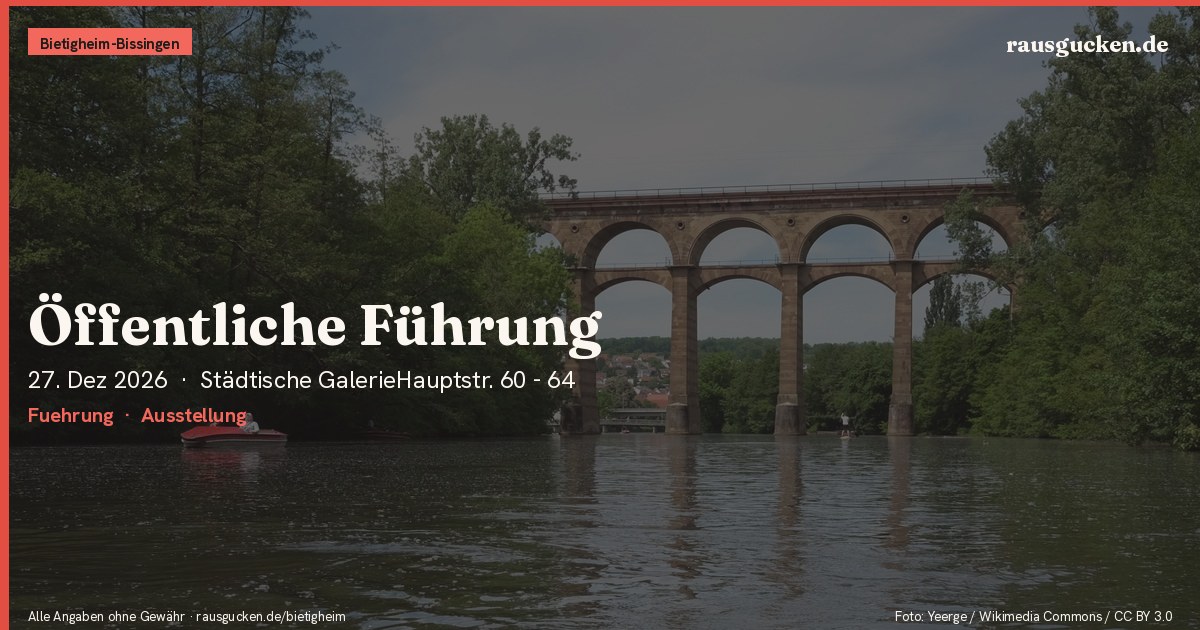 Bietigheim-Bissingen
rausgucken.de
Öffentliche Führung
27. Dez 2026 · Städtische GalerieHauptstr. 60 - 64
Fuehrung · Ausstellung
Alle Angaben ohne Gewähr · rausgucken.de/bietigheim
Foto: Yeerge / Wikimedia Commons / CC BY 3.0